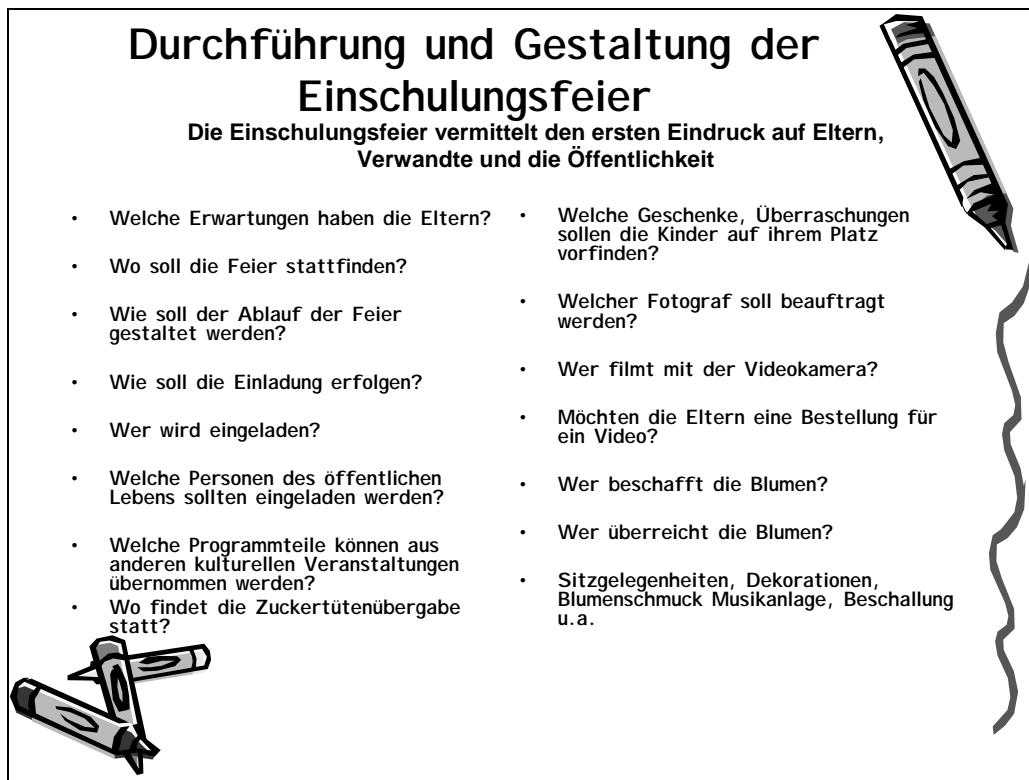 Durchführung und Gestaltung der
Einschulungsfeier
Die Einschulungsfeier vermittelt den ersten Eindruck auf Eltern,
Verwandte und die Öffentlichkeit
• Welche Erwartungen haben die Eltern?
• Wo soll die Feier stattfinden?
• Wie soll der Ablauf der Feier
gestaltet werden?
• Wie soll die Einladung erfolgen?
• Wer wird eingeladen?
• Welche Personen des öffentlichen
Lebens sollten eingeladen werden?
• Welche Programmteile können aus
anderen kulturellen Veranstaltungen
übernommen werden?
• Wo findet die Zuckertütenübergabe
statt?
• Welche Geschenke, Überraschungen
sollen die Kinder auf ihrem Platz
vorfinden?
• Welcher Fotograf soll beauftragt
werden?
• Wer filmt mit der Videokamera?
• Möchten die Eltern eine Bestellung für
ein Video?
• Wer beschafft die Blumen?
• Wer überreicht die Blumen?
• Sitzgelegenheiten, Dekorationen,
Blumenschmuck Musikanlage, Beschallung
u.a.